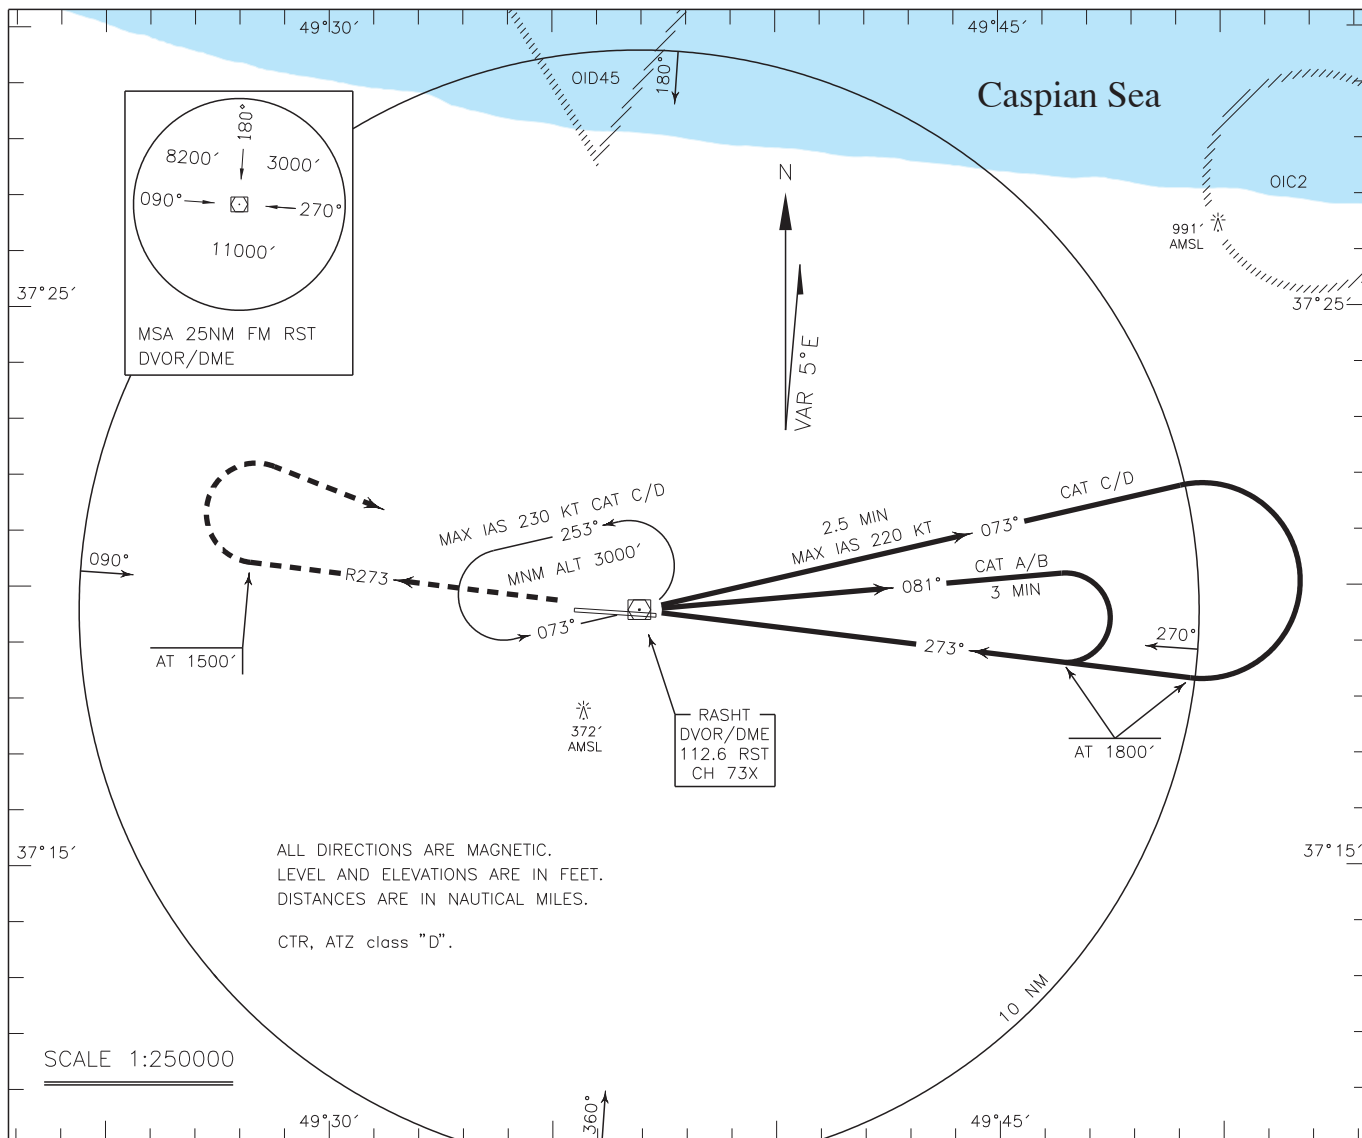 49°30′
49°45′
OID45
180°
Caspian Sea
180°
8200′
3000′
090°
270°
11000′
MSA 25NM FM RST
DVOR/DME
N
VAR 5°E
OIC2
991′
AMSL
37°25′
37°25′
MAX IAS 230 KT CAT C/D
253°
MNM ALT 3000′
073°
2.5 MIN
MAX IAS 220 KT
073°
CAT C/D
081°
CAT A/B
3 MIN
273°
090°
R273
AT 1500′
270°
AT 1800′
372′
AMSL
RASHT
DVOR/DME
112.6 RST
CH 73X
37°15′
37°15′
ALL DIRECTIONS ARE MAGNETIC.
LEVEL AND ELEVATIONS ARE IN FEET.
DISTANCES ARE IN NAUTICAL MILES.
CTR, ATZ class "D".
10 NM
SCALE 1:250000
360°
49°30′
49°45′